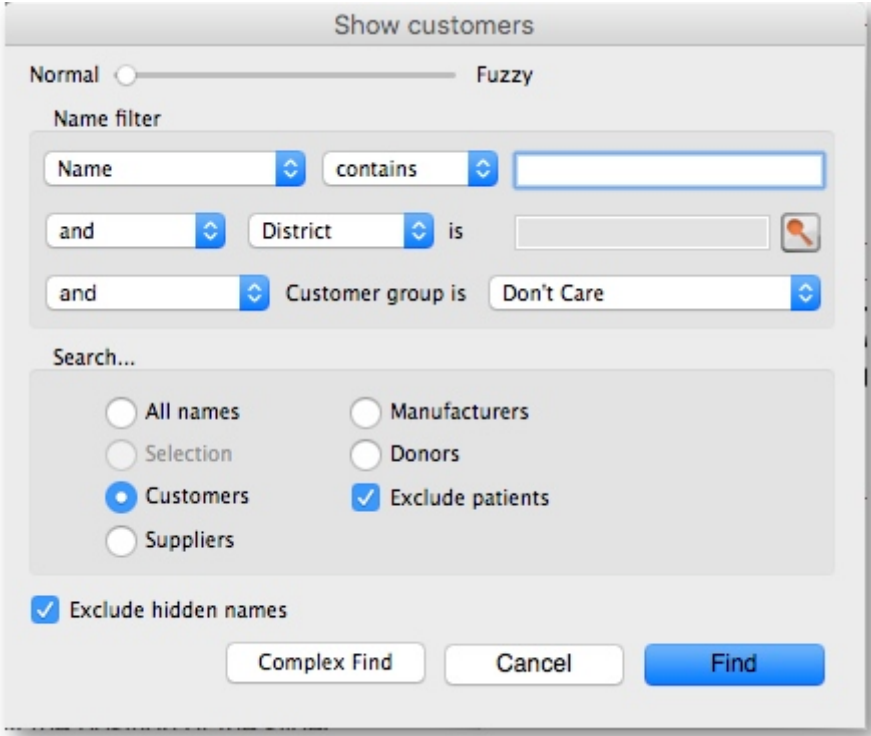 Show customers
Normal Fuzzy
Name filter
Name contains
and District is
and Customer group is Don't Care
Search...
All names Manufacturers
Selection Donors
Customers Exclude patients
Suppliers
Exclude hidden names
Complex Find Cancel Find